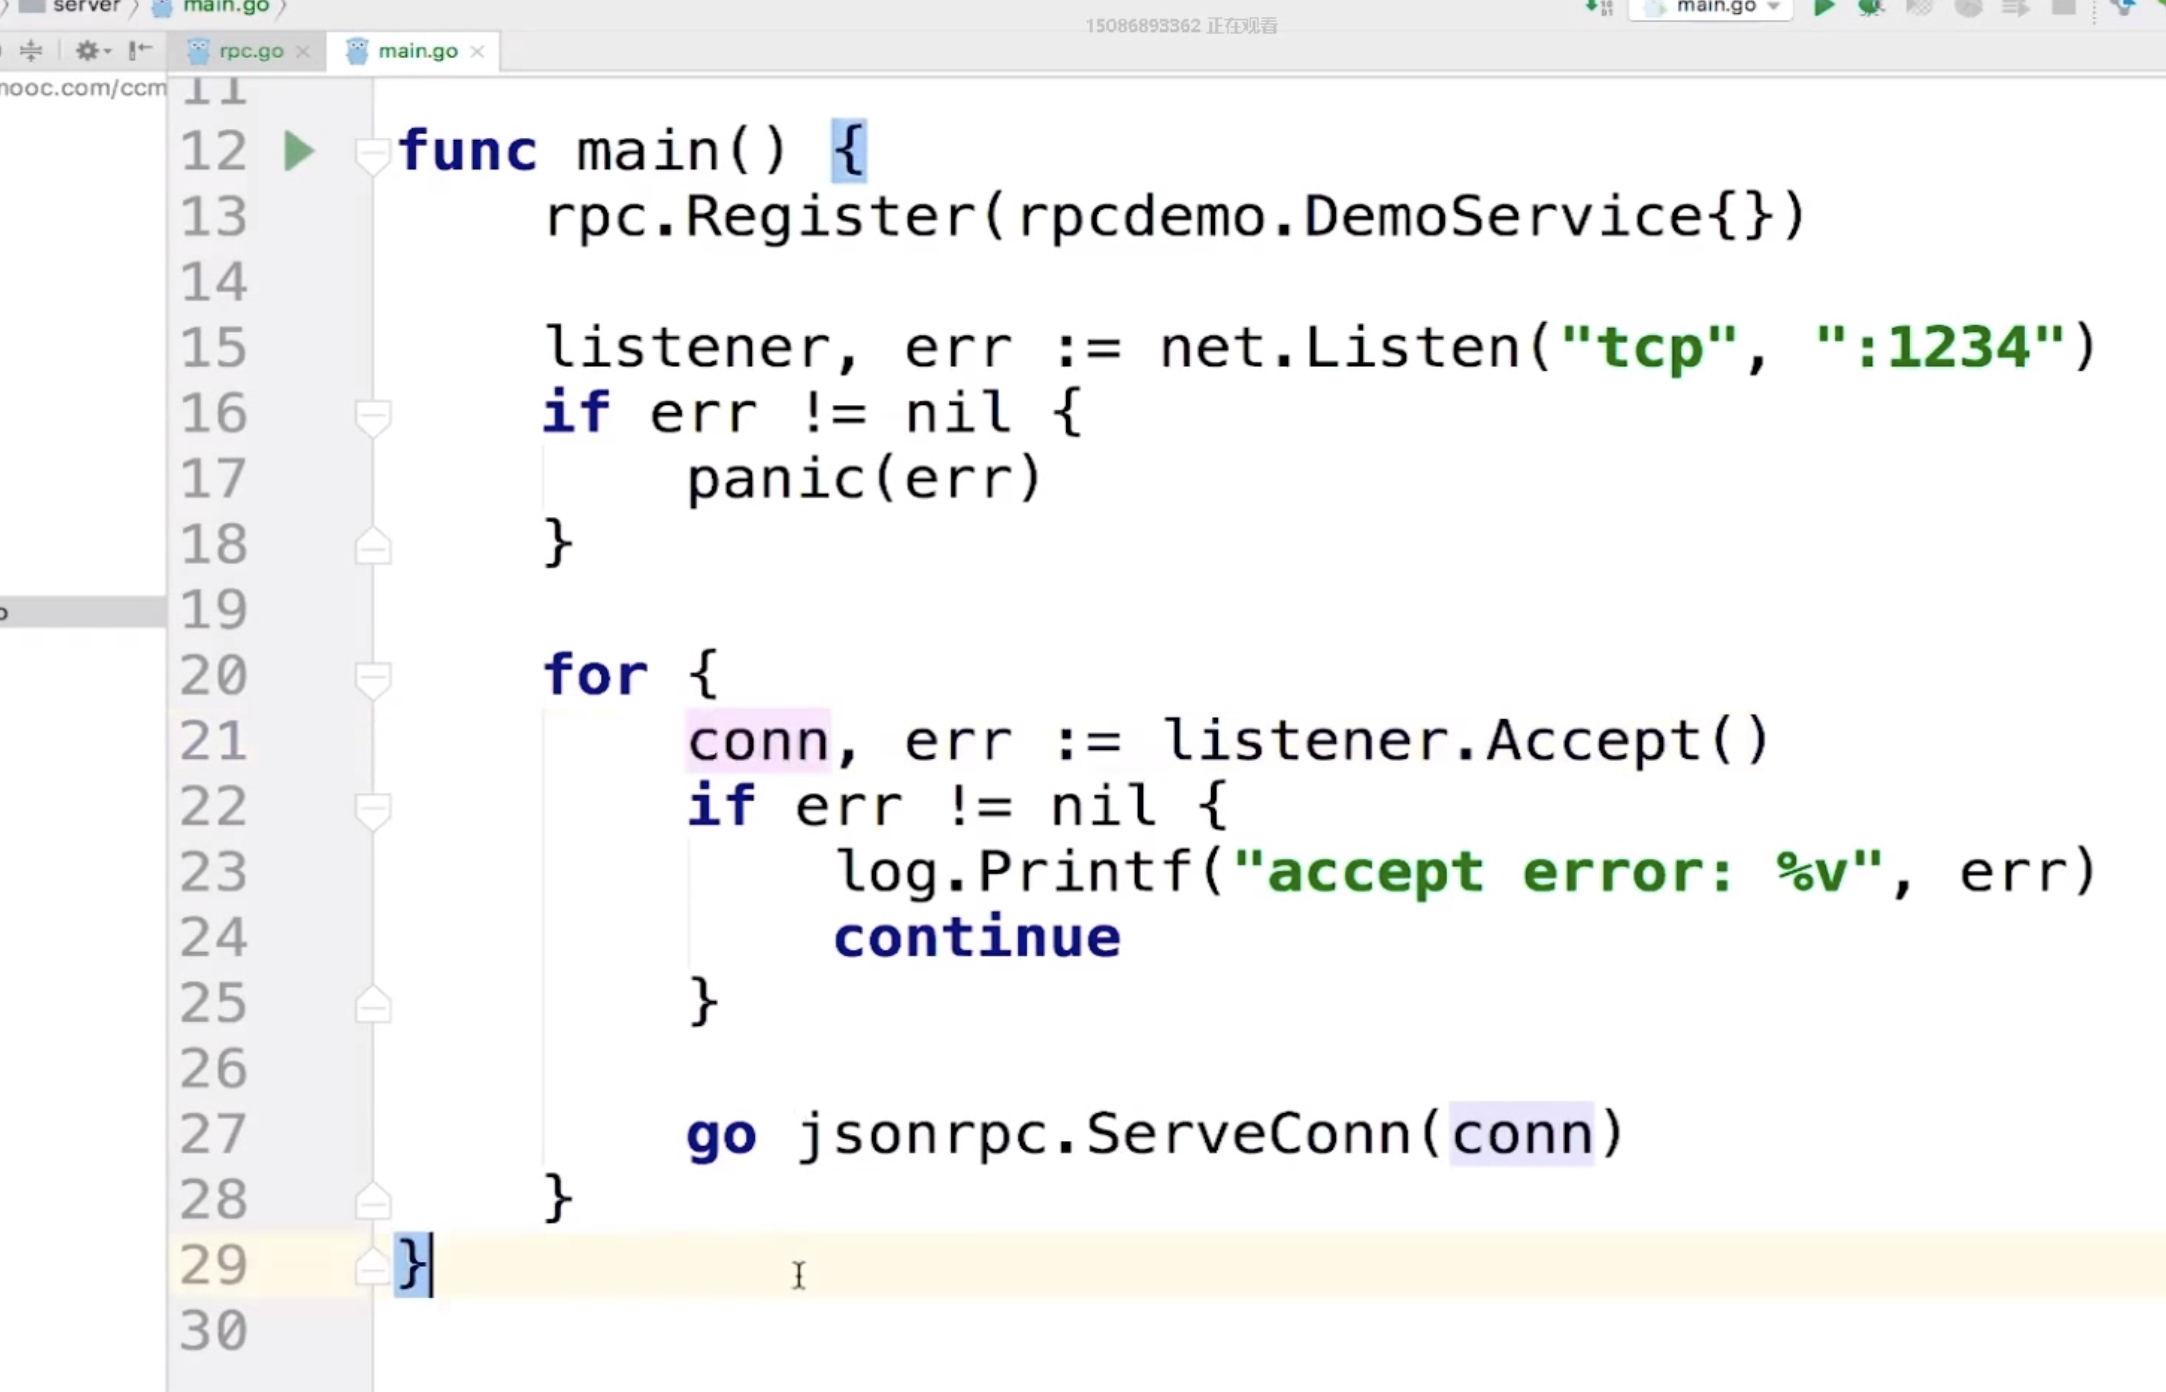 server main.go
main.go
15086893362 正在观看
rpc.go main.go
nooc.com/ccm
11
12 func main() {
13 rpc.Register(rpcdemo.DemoService{})
14
15 listener, err := net.Listen("tcp", ":1234")
16 if err != nil {
17 panic(err)
18 }
19
20 for {
21 conn, err := listener.Accept()
22 if err != nil {
23 log.Printf("accept error: %v", err)
24 continue
25 }
26
27 go jsonrpc.ServeConn(conn)
28 }
29 }
30